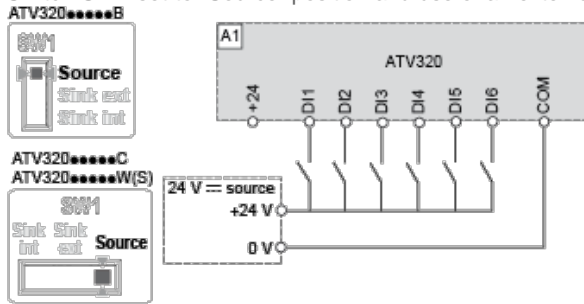 ATV320●●●●●B
SW1
Source
Sink ext
Sink int
ATV320●●●●●C
ATV320●●●●●W(S)
SW1
Sink int
Sink ext
Source
A1
ATV320
+24
DI1
DI2
DI3
DI4
DI5
DI6
COM
24 V ⎓ source
+24 V
0 V